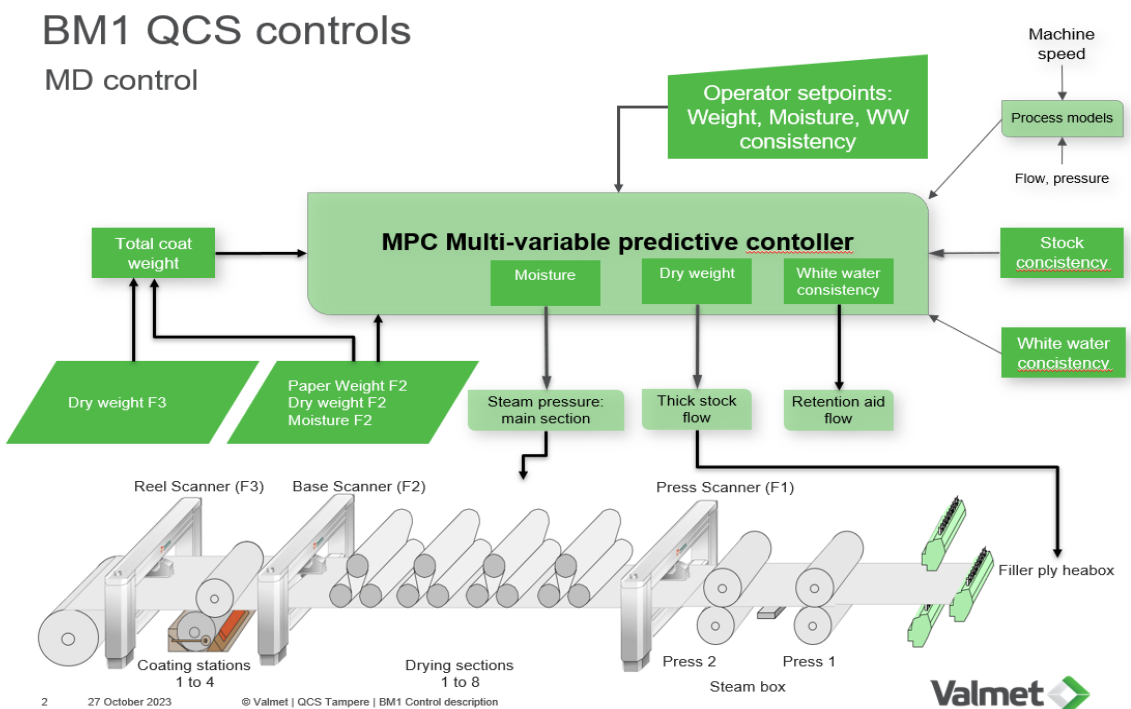 BM1 QCS controls
MD control
Machine
speed
Operator setpoints:
Weight, Moisture, WW
consistency
Process models
Flow, pressure
Total coat
weight
MPC Multi-variable predictive contoller
Moisture
Dry weight
White water
consistency
Stock
concistency
White water
concistency
Dry weight F3
Paper Weight F2
Dry weight F2
Moisture F2
Steam pressure:
main section
Thick stock
flow
Retention aid
flow
Reel Scanner (F3)
Base Scanner (F2)
Press Scanner (F1)
Filler ply heabox
Coating stations
1 to 4
Drying sections
1 to 8
Press 2
Press 1
Steam box
2
27 October 2023
© Valmet | QCS Tampere | BM1 Control description
Valmet